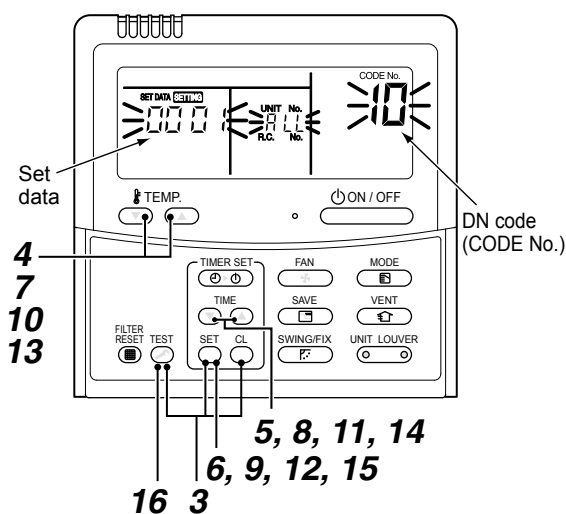 CODE No.
SET DATA SETTING
0001
UNIT No.
ALL
R.C. No.
10
Set data
DN code (CODE No.)
TEMP.
ON / OFF
4
7
10
13
TIMER SET
FAN
MODE
TIME
SAVE
VENT
FILTER RESET
TEST
SET
CL
SWING/FIX
UNIT LOUVER
5, 8, 11, 14
6, 9, 12, 15
16 3